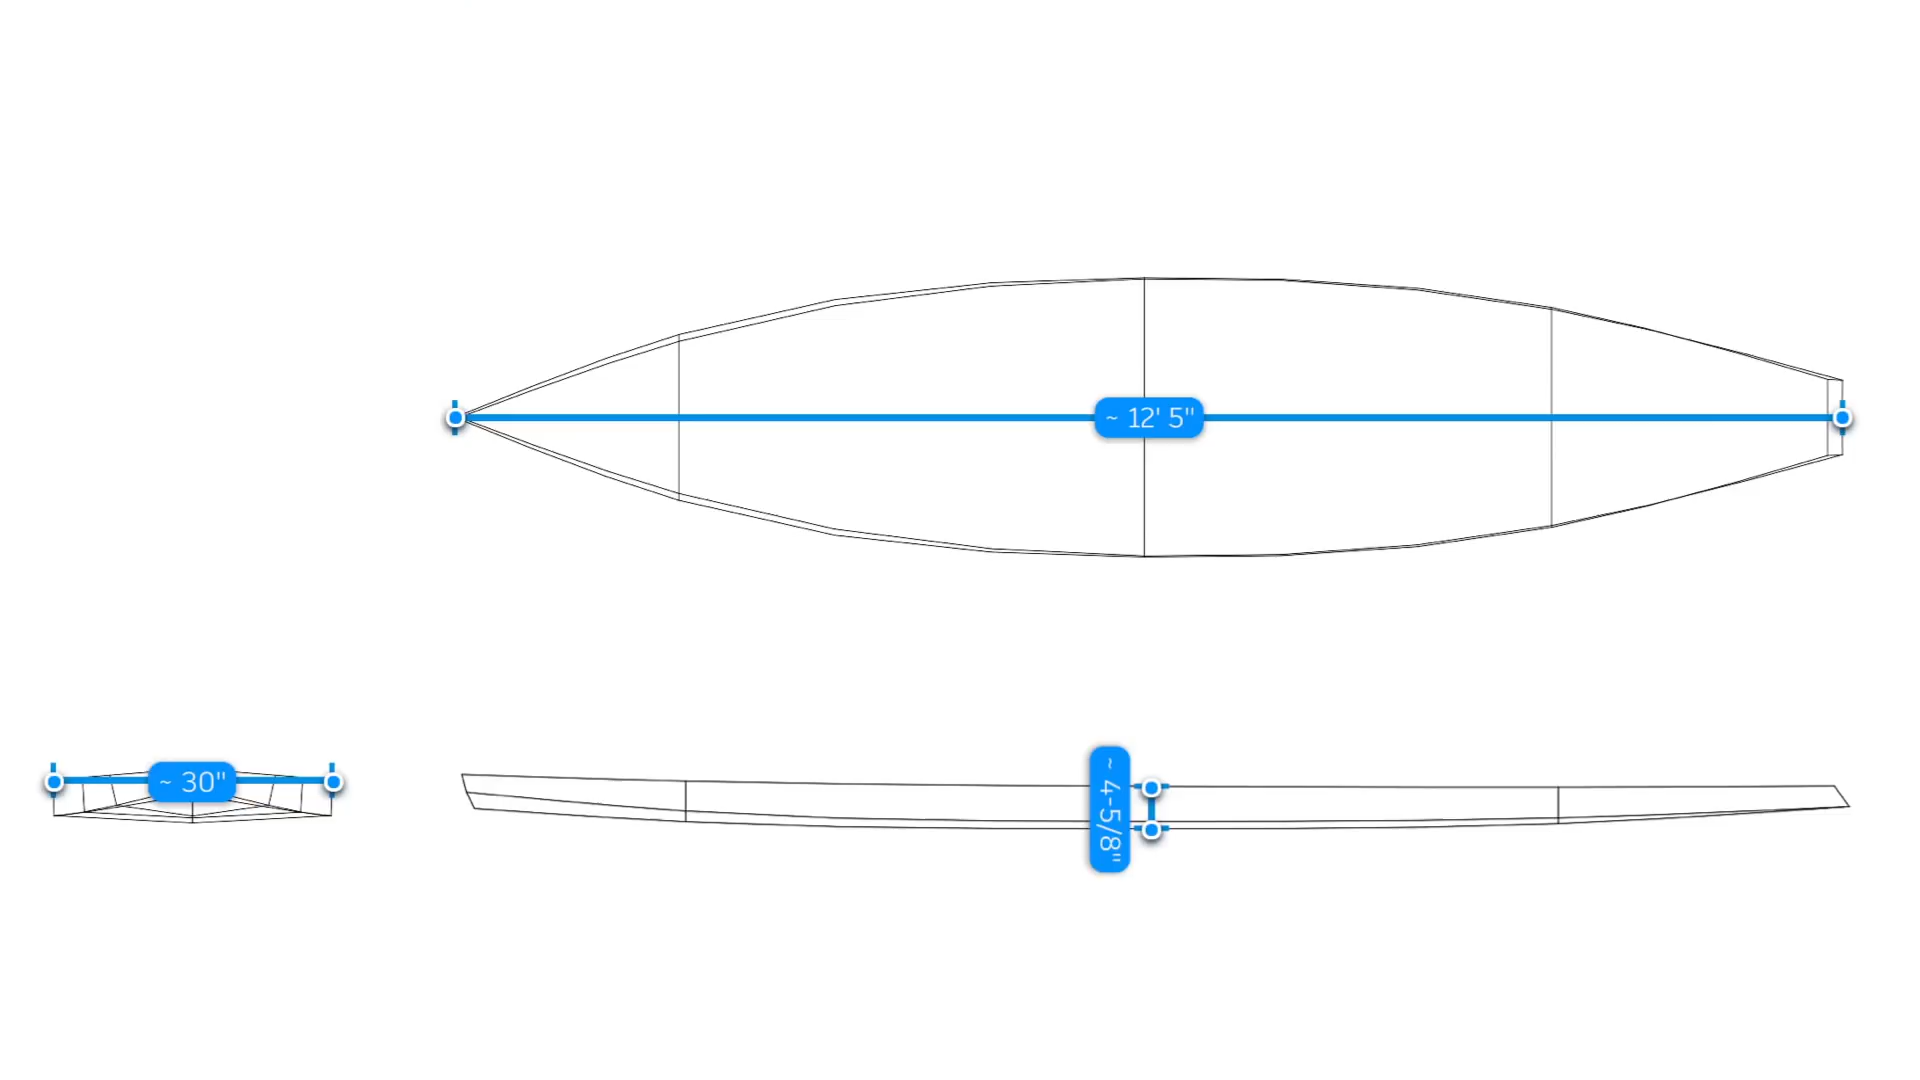 ~ 12' 5"
~ 30"
~ 4-5/8"